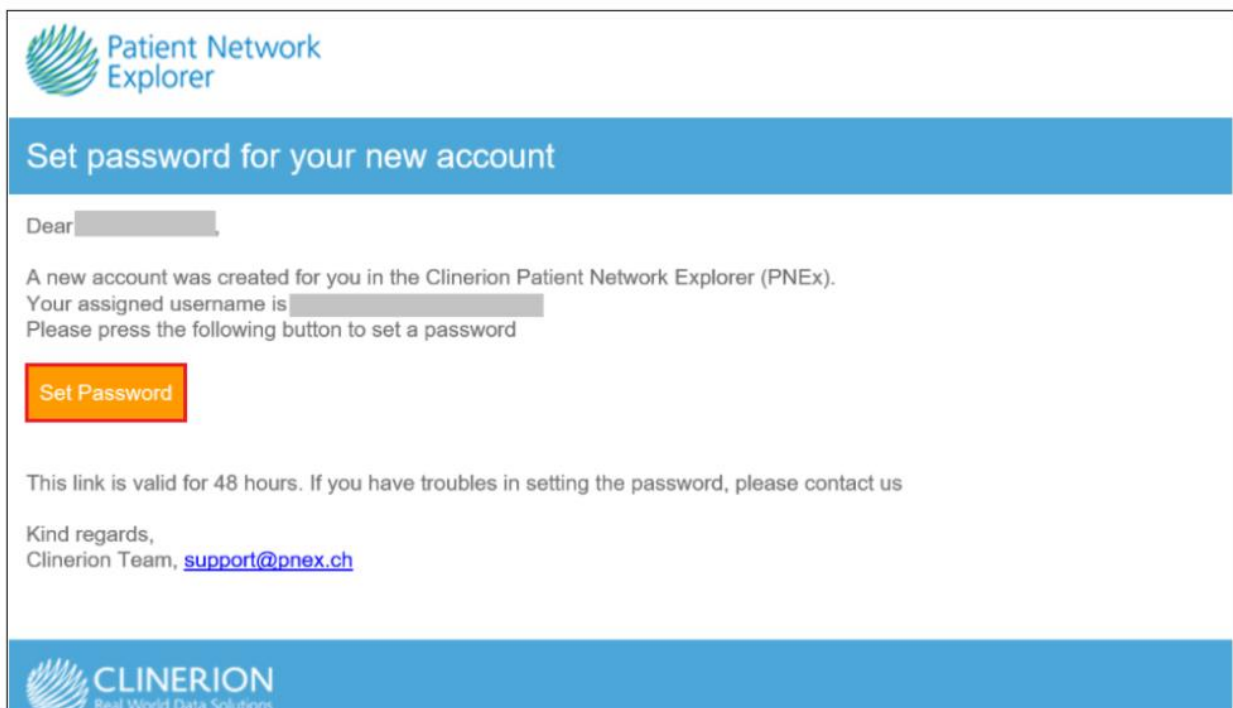 Patient Network
Explorer
Set password for your new account
Dear ,
A new account was created for you in the Clinerion Patient Network Explorer (PNEx).
Your assigned username is
Please press the following button to set a password
Set Password
This link is valid for 48 hours. If you have troubles in setting the password, please contact us
Kind regards,
Clinerion Team, support@pnex.ch
CLINERION
Real World Data Solutions